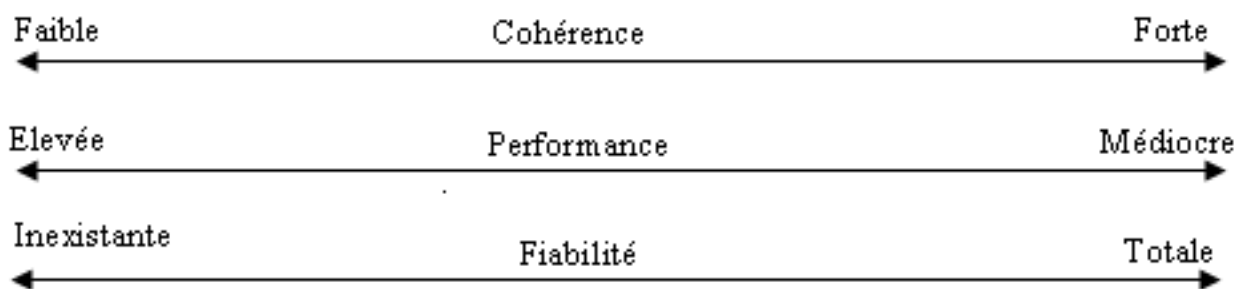 Faible Cohérence Forte
Elevée Performance Médiocre
Inexistante Fiabilité Totale